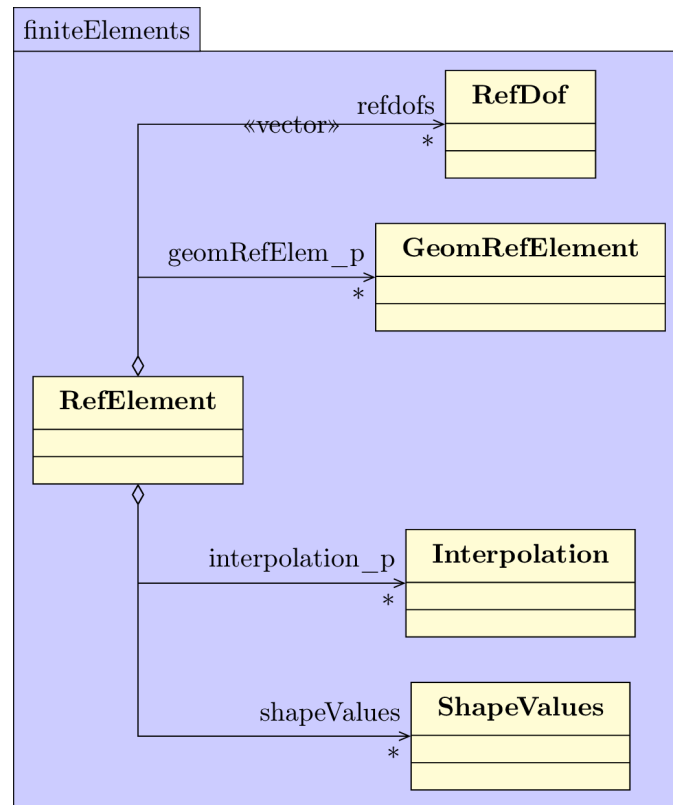 finiteElements
RefDof
refdofs
«vector»
*
GeomRefElement
geomRefElem_p
*
RefElement
Interpolation
interpolation_p
*
ShapeValues
shapeValues
*